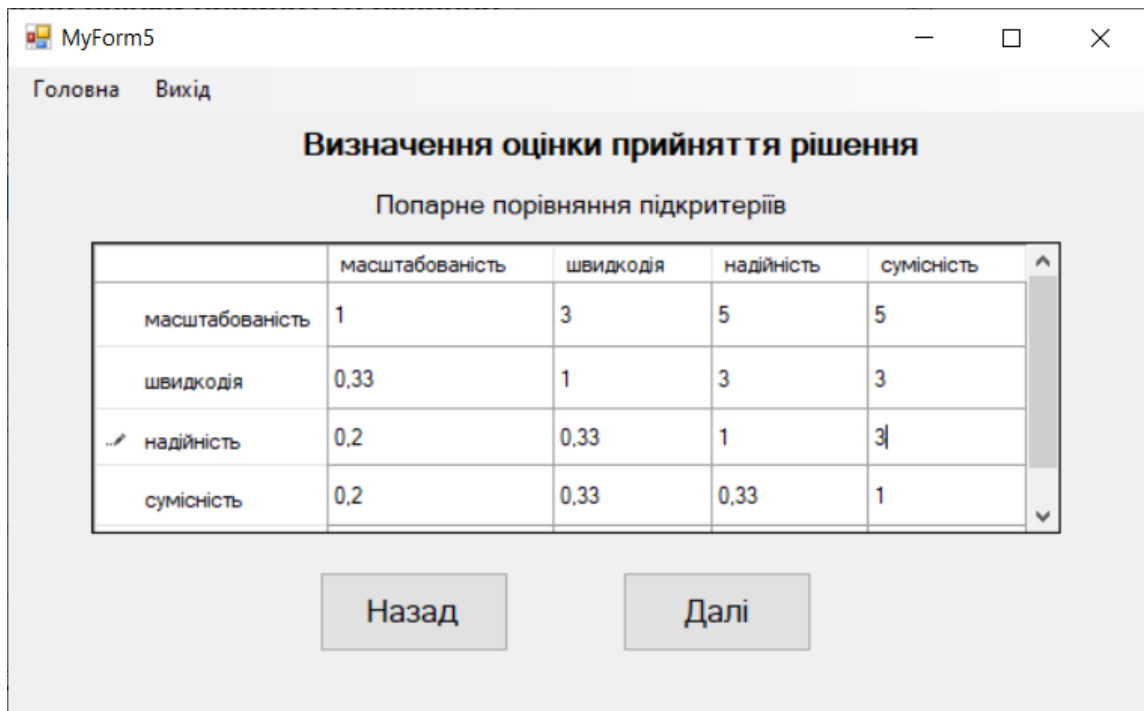 MyForm5
Головна Вихід
Визначення оцінки прийняття рішення
Попарне порівняння підкритеріїв
масштабованість швидкодія надійність сумісність
масштабованість 1 3 5 5
швидкодія 0,33 1 3 3
надійність 0,2 0,33 1 3
сумісність 0,2 0,33 0,33 1
Назад Далі